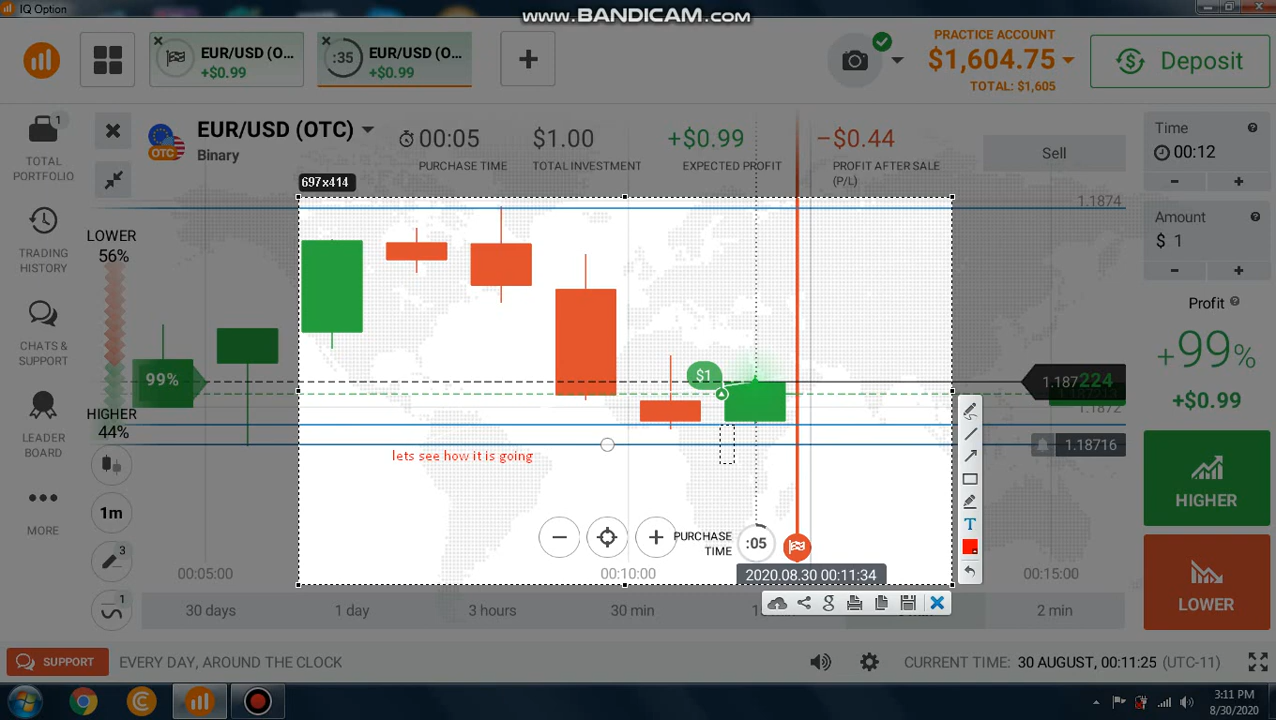 IQ Option
www.BANDICAM.com
EUR/USD (O...
+$0.99
:35
EUR/USD (O...
+$0.99
PRACTICE ACCOUNT
$1,604.75
TOTAL: $1,605
Deposit
1
TOTAL
PORTFOLIO
TRADING
HISTORY
CHATS &
SUPPORT
LEADER
BOARD
MORE
EUR/USD (OTC)
OTC
Binary
00:05
PURCHASE TIME
$1.00
TOTAL INVESTMENT
+$0.99
EXPECTED PROFIT
−$0.44
PROFIT AFTER SALE
(P/L)
Sell
Time
00:12
Amount
$ 1
Profit
+99%
+$0.99
HIGHER
LOWER
697x414
LOWER
56%
99%
HIGHER
44%
1m
3
1
1.1874
$1
1.187224
1.1872
1.18716
lets see how it is going
PURCHASE
TIME
:05
2020.08.30 00:11:34
00:05:00
00:10:00
00:15:00
30 days
1 day
3 hours
30 min
2 min
SUPPORT
EVERY DAY, AROUND THE CLOCK
CURRENT TIME: 30 AUGUST, 00:11:25 (UTC-11)
3:11 PM
8/30/2020